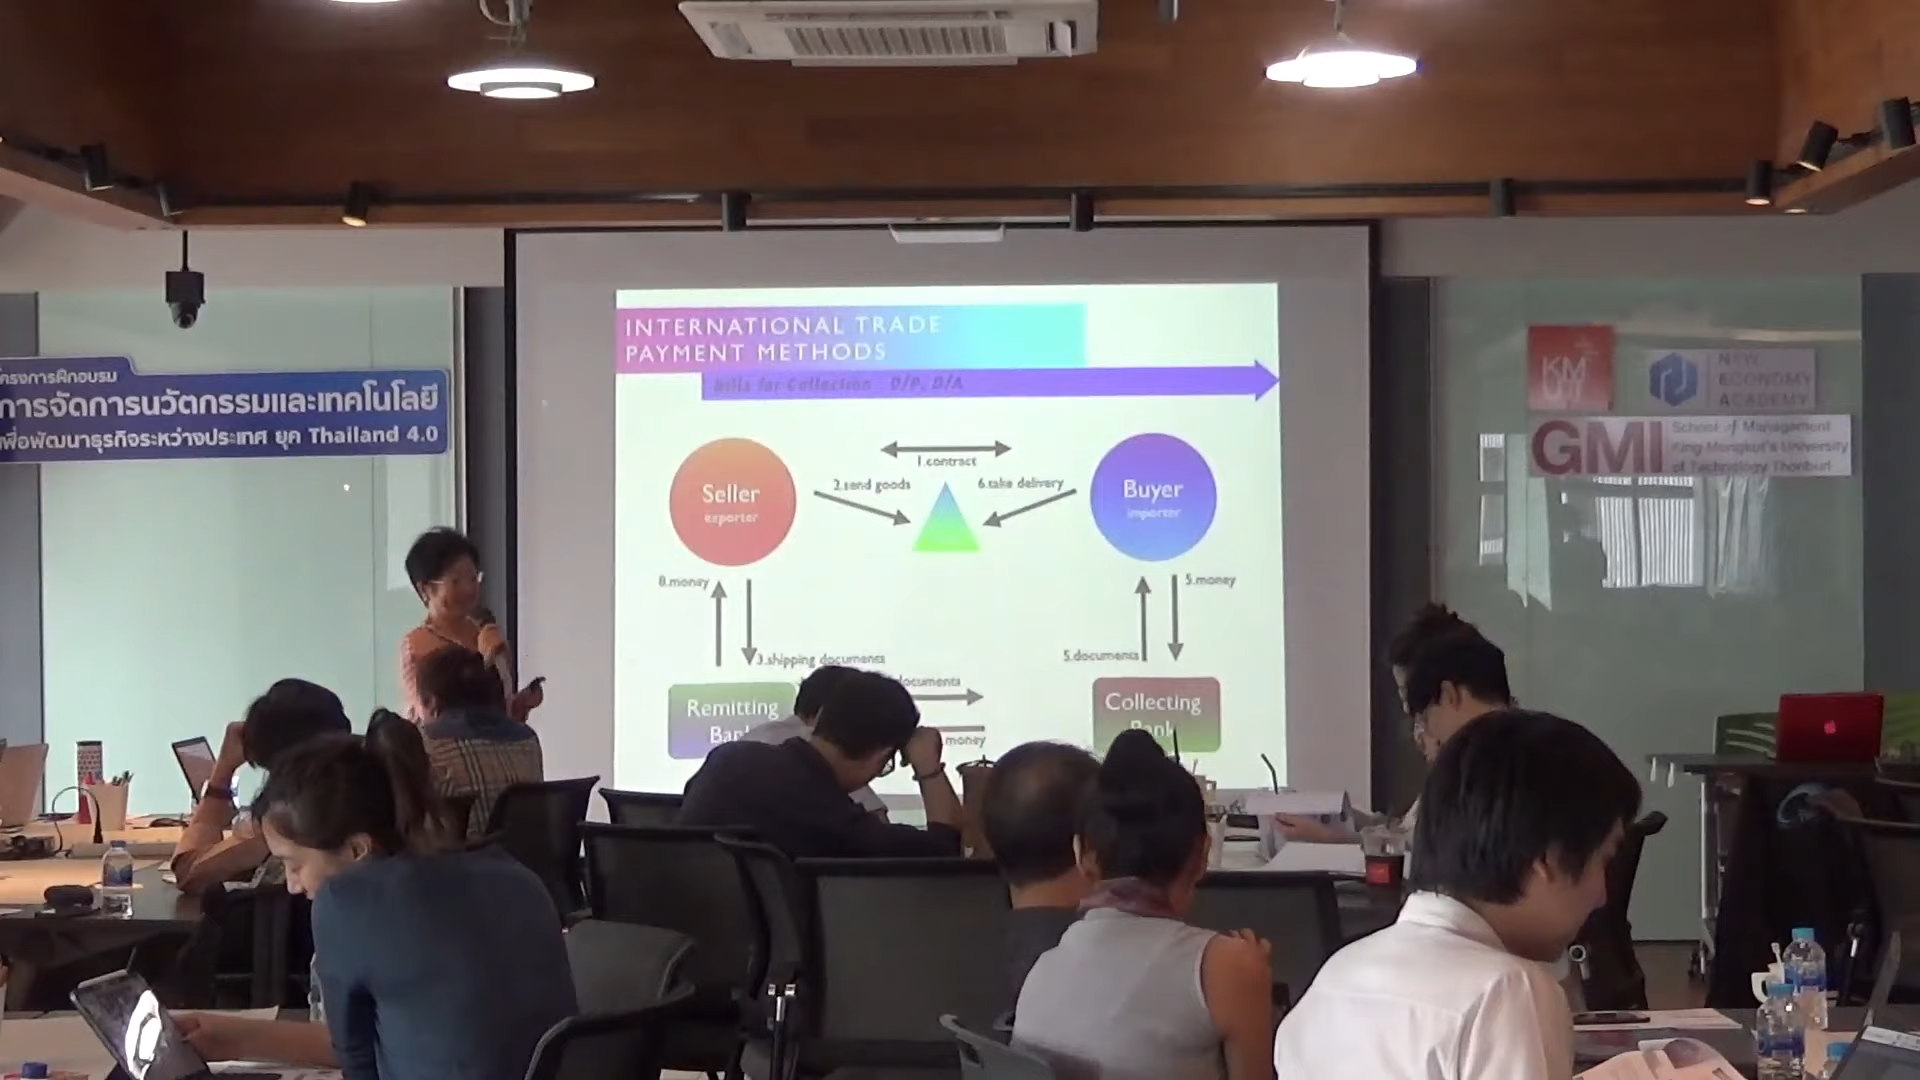 INTERNATIONAL TRADE
PAYMENT METHODS
Bills for Collection D/P, D/A
1.contract
2.send goods
6.take delivery
Seller
exporter
Buyer
importer
8.money
5.money
3.shipping documents
5.documents
documents
Remitting
Bank
Collecting
Bank
money
โครงการฝึกอบรม
การจัดการนวัตกรรมและเทคโนโลยี
เพื่อพัฒนาธุรกิจระหว่างประเทศ ยุค Thailand 4.0
KM
UTT
NEW
ECONOMY
ACADEMY
GMI
School of Management
King Mongkut's University
of Technology Thonburi